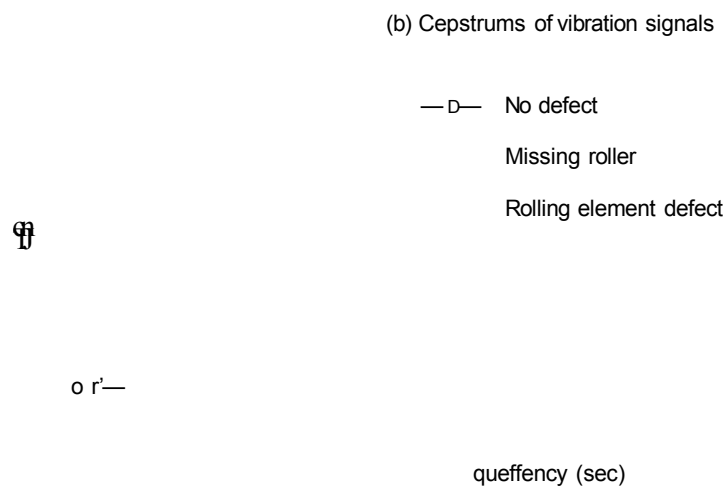 (b) Cepstrums of vibration signals
— D— No defect
Missing roller
Rolling element defect
o r’—
queffency (sec)